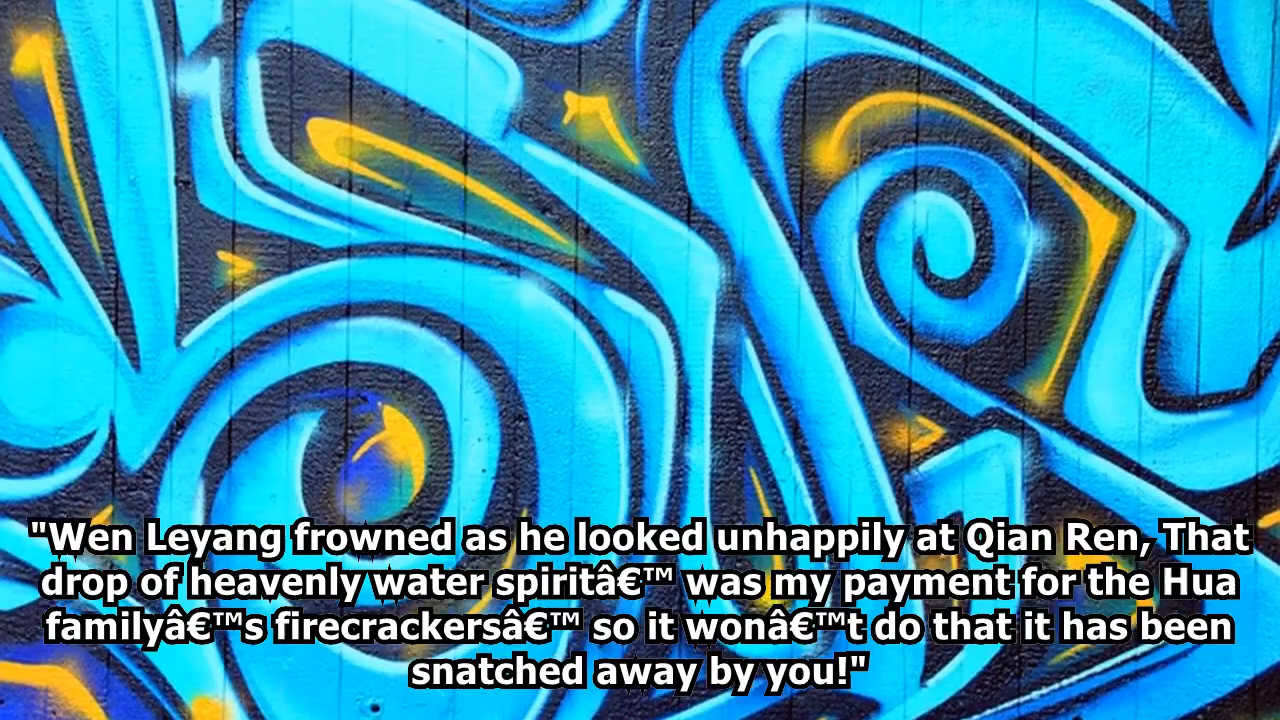 "Wen Leyang frowned as he looked unhappily at Qian Ren, That
drop of heavenly water spiritâ€™ was my payment for the Hua
familyâ€™s firecrackersâ€™ so it wonâ€™t do that it has been
snatched away by you!"